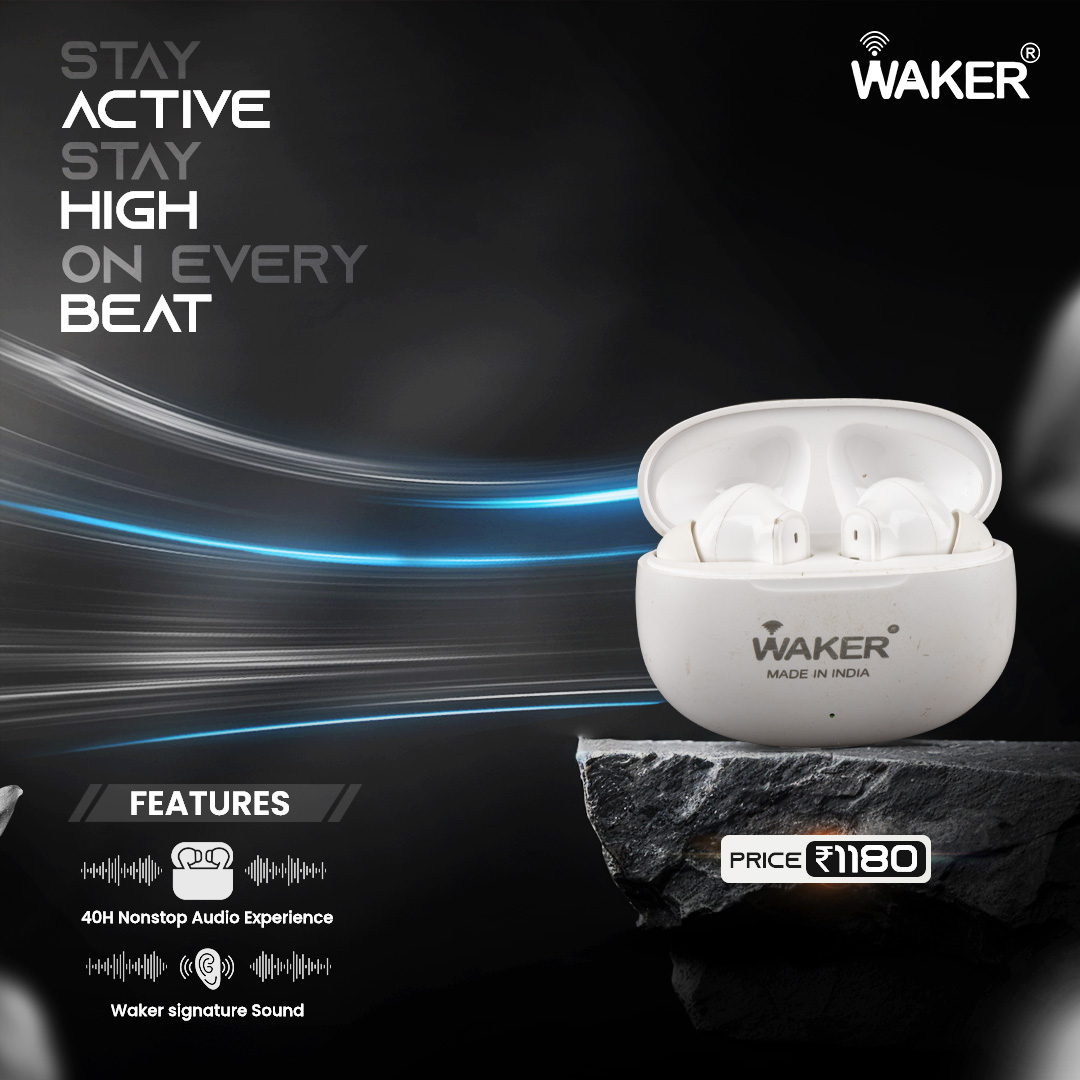 STAY
ACTIVE
STAY
HIGH
ON EVERY
BEAT
WAKER®
WAKER
MADE IN INDIA
FEATURES
40H Nonstop Audio Experience
Waker signature Sound
PRICE ₹1180